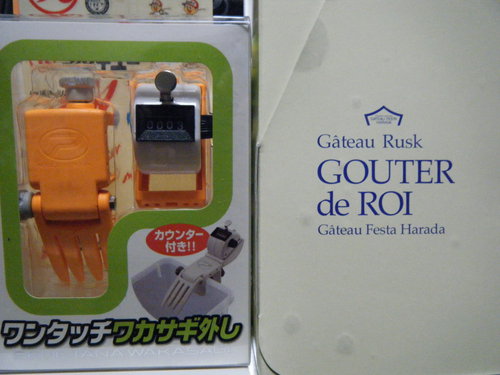 0003
カウンター
付き!!
ワンタッチワカサギ外し
Gâteau Rusk
GOUTER
de ROI
Gâteau Festa Harada